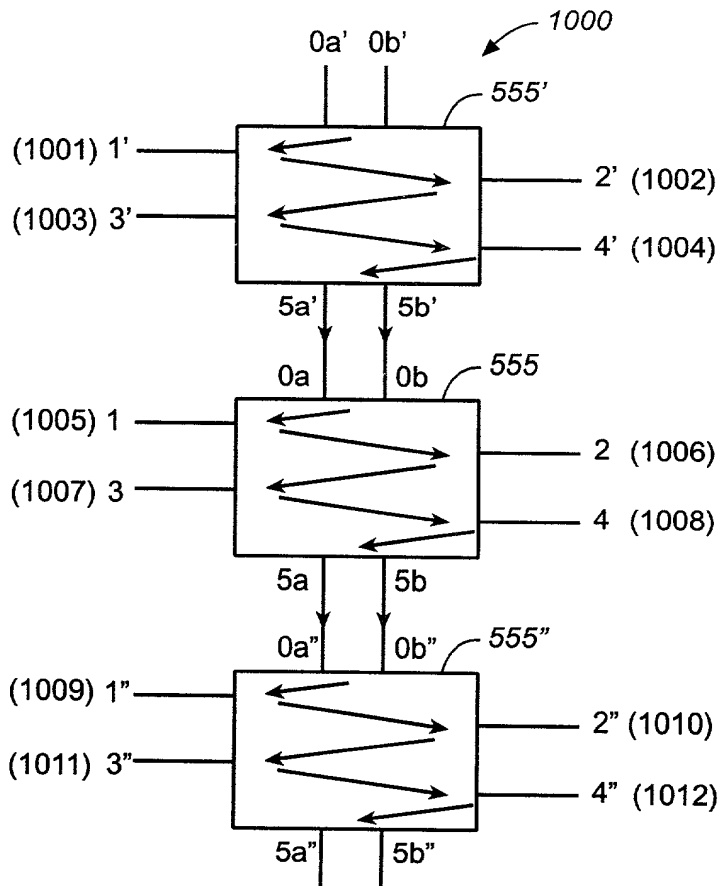 1000
0a’ 0b’
555’
(1001) 1’
2’ (1002)
(1003) 3’
4’ (1004)
5a’ 5b’
0a 0b
555
(1005) 1
2 (1006)
(1007) 3
4 (1008)
5a 5b
0a” 0b”
555”
(1009) 1”
2” (1010)
(1011) 3”
4” (1012)
5a” 5b”